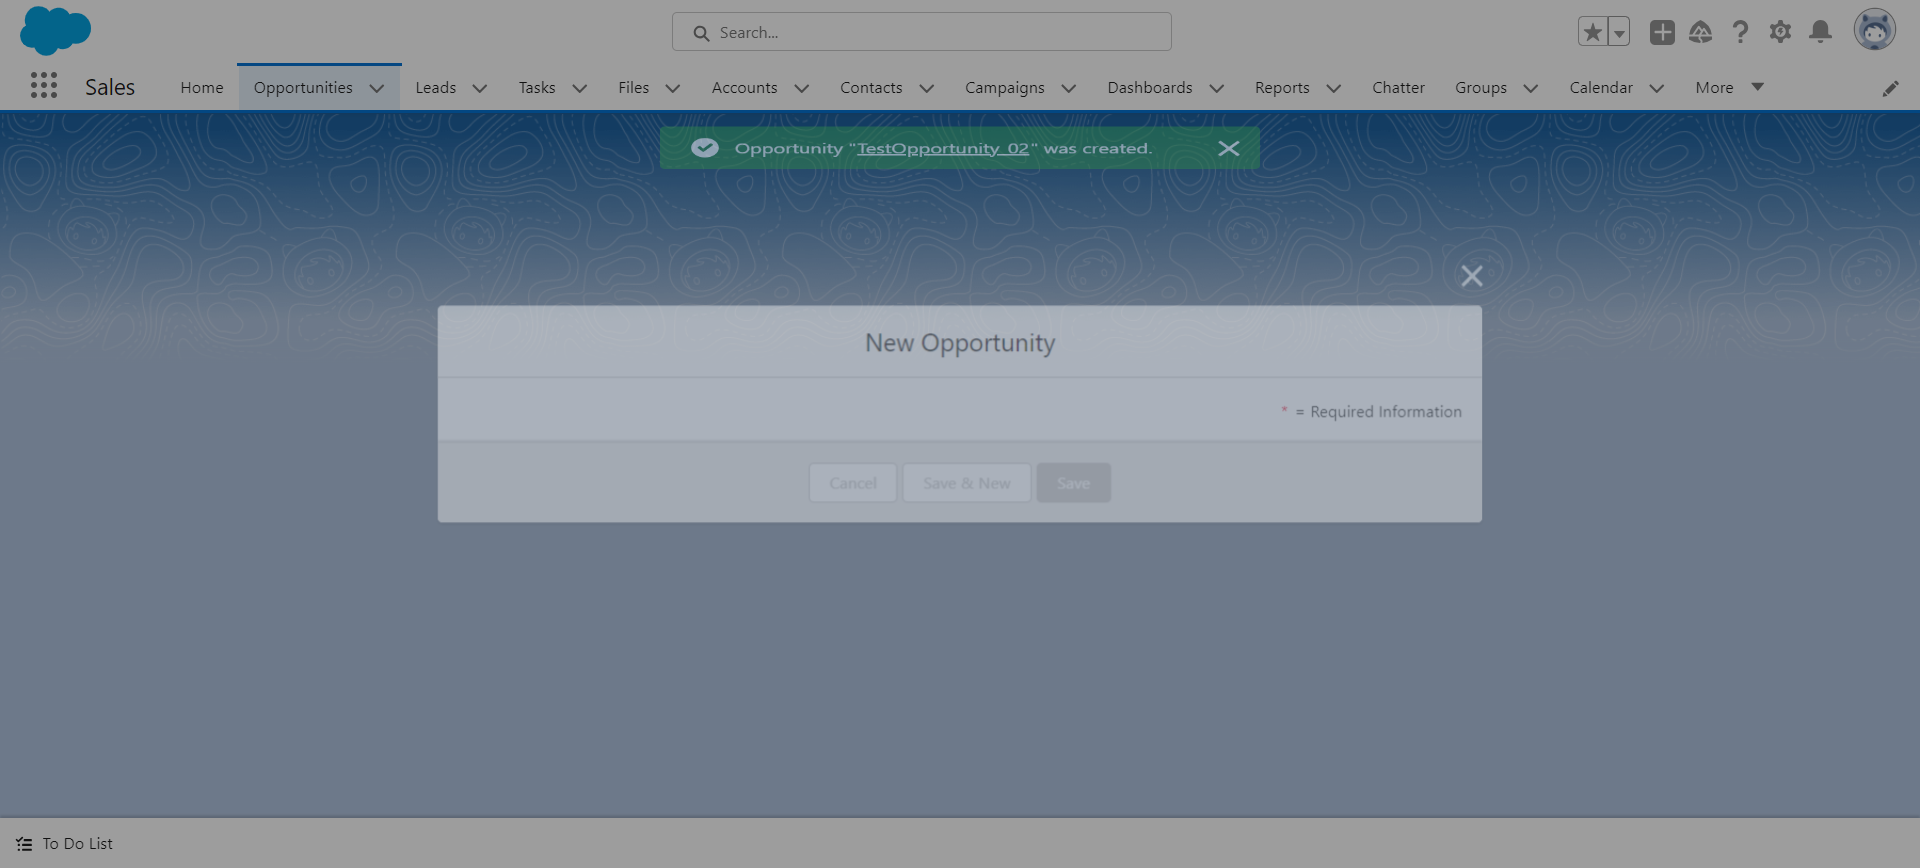 Search...
Sales
Home
Opportunities
Leads
Tasks
Files
Accounts
Contacts
Campaigns
Dashboards
Reports
Chatter
Groups
Calendar
More
Opportunity "TestOpportunity_02" was created.
New Opportunity
* = Required Information
Cancel
Save & New
Save
To Do List